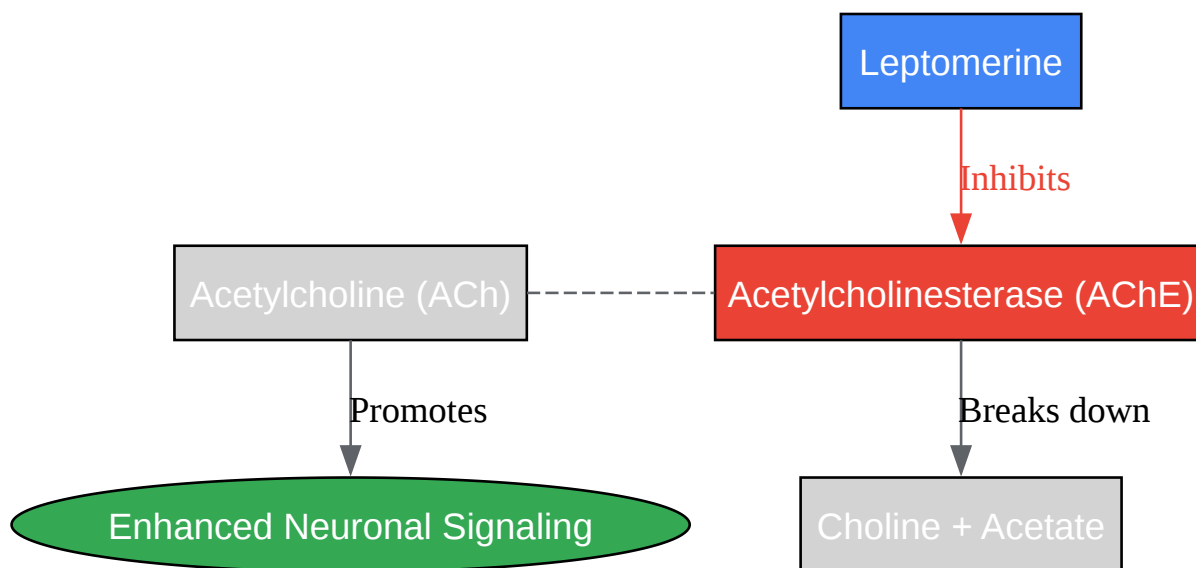 Leptomerine
Inhibits
Acetylcholine (ACh)
Acetylcholinesterase (AChE)
Promotes
Breaks down
Enhanced Neuronal Signaling
Choline + Acetate